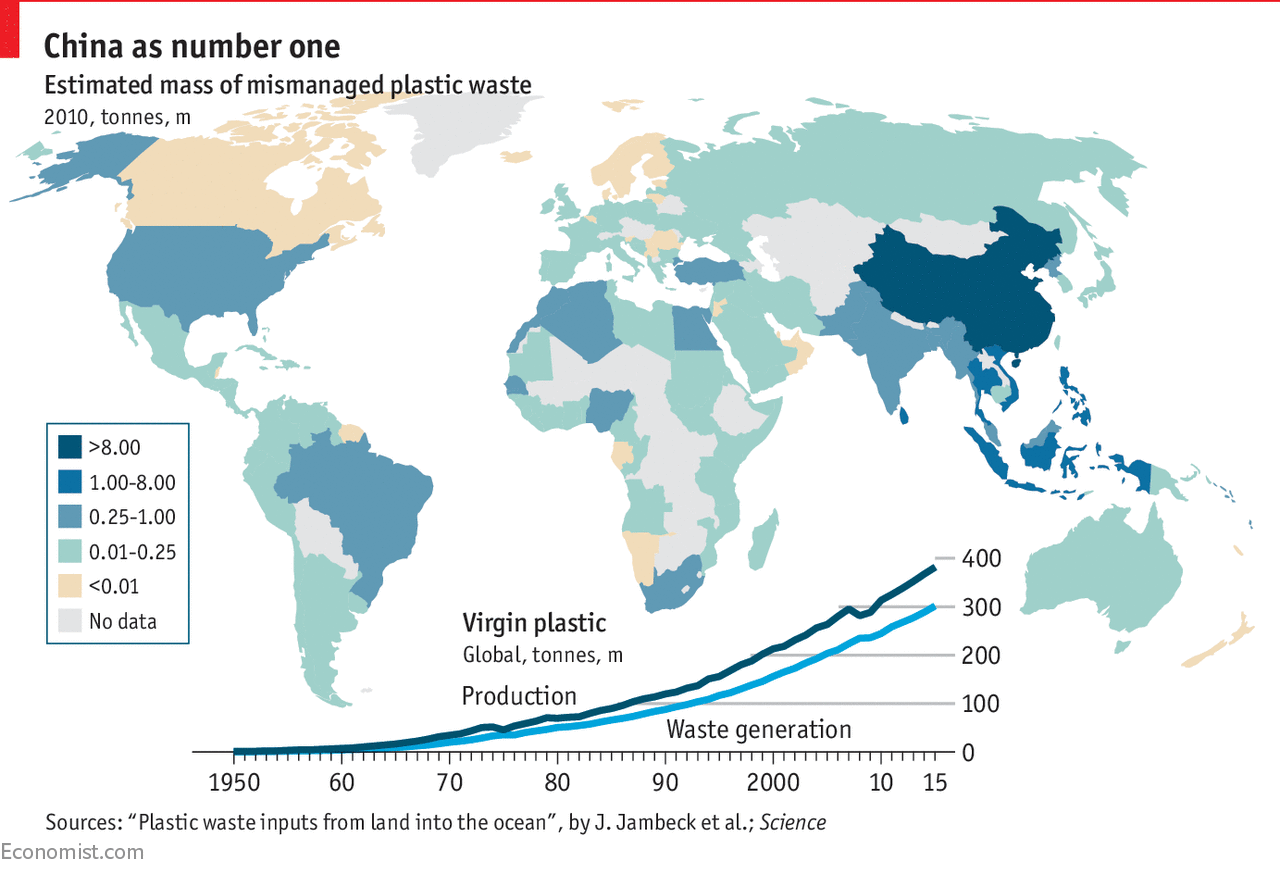 China as number one
Estimated mass of mismanaged plastic waste
2010, tonnes, m
>8.00
1.00-8.00
0.25-1.00
0.01-0.25
<0.01
No data
Virgin plastic
Global, tonnes, m
Production
Waste generation
400
300
200
100
0
1950 60 70 80 90 2000 10 15
Sources: “Plastic waste inputs from land into the ocean”, by J. Jambeck et al.; Science
Economist.com